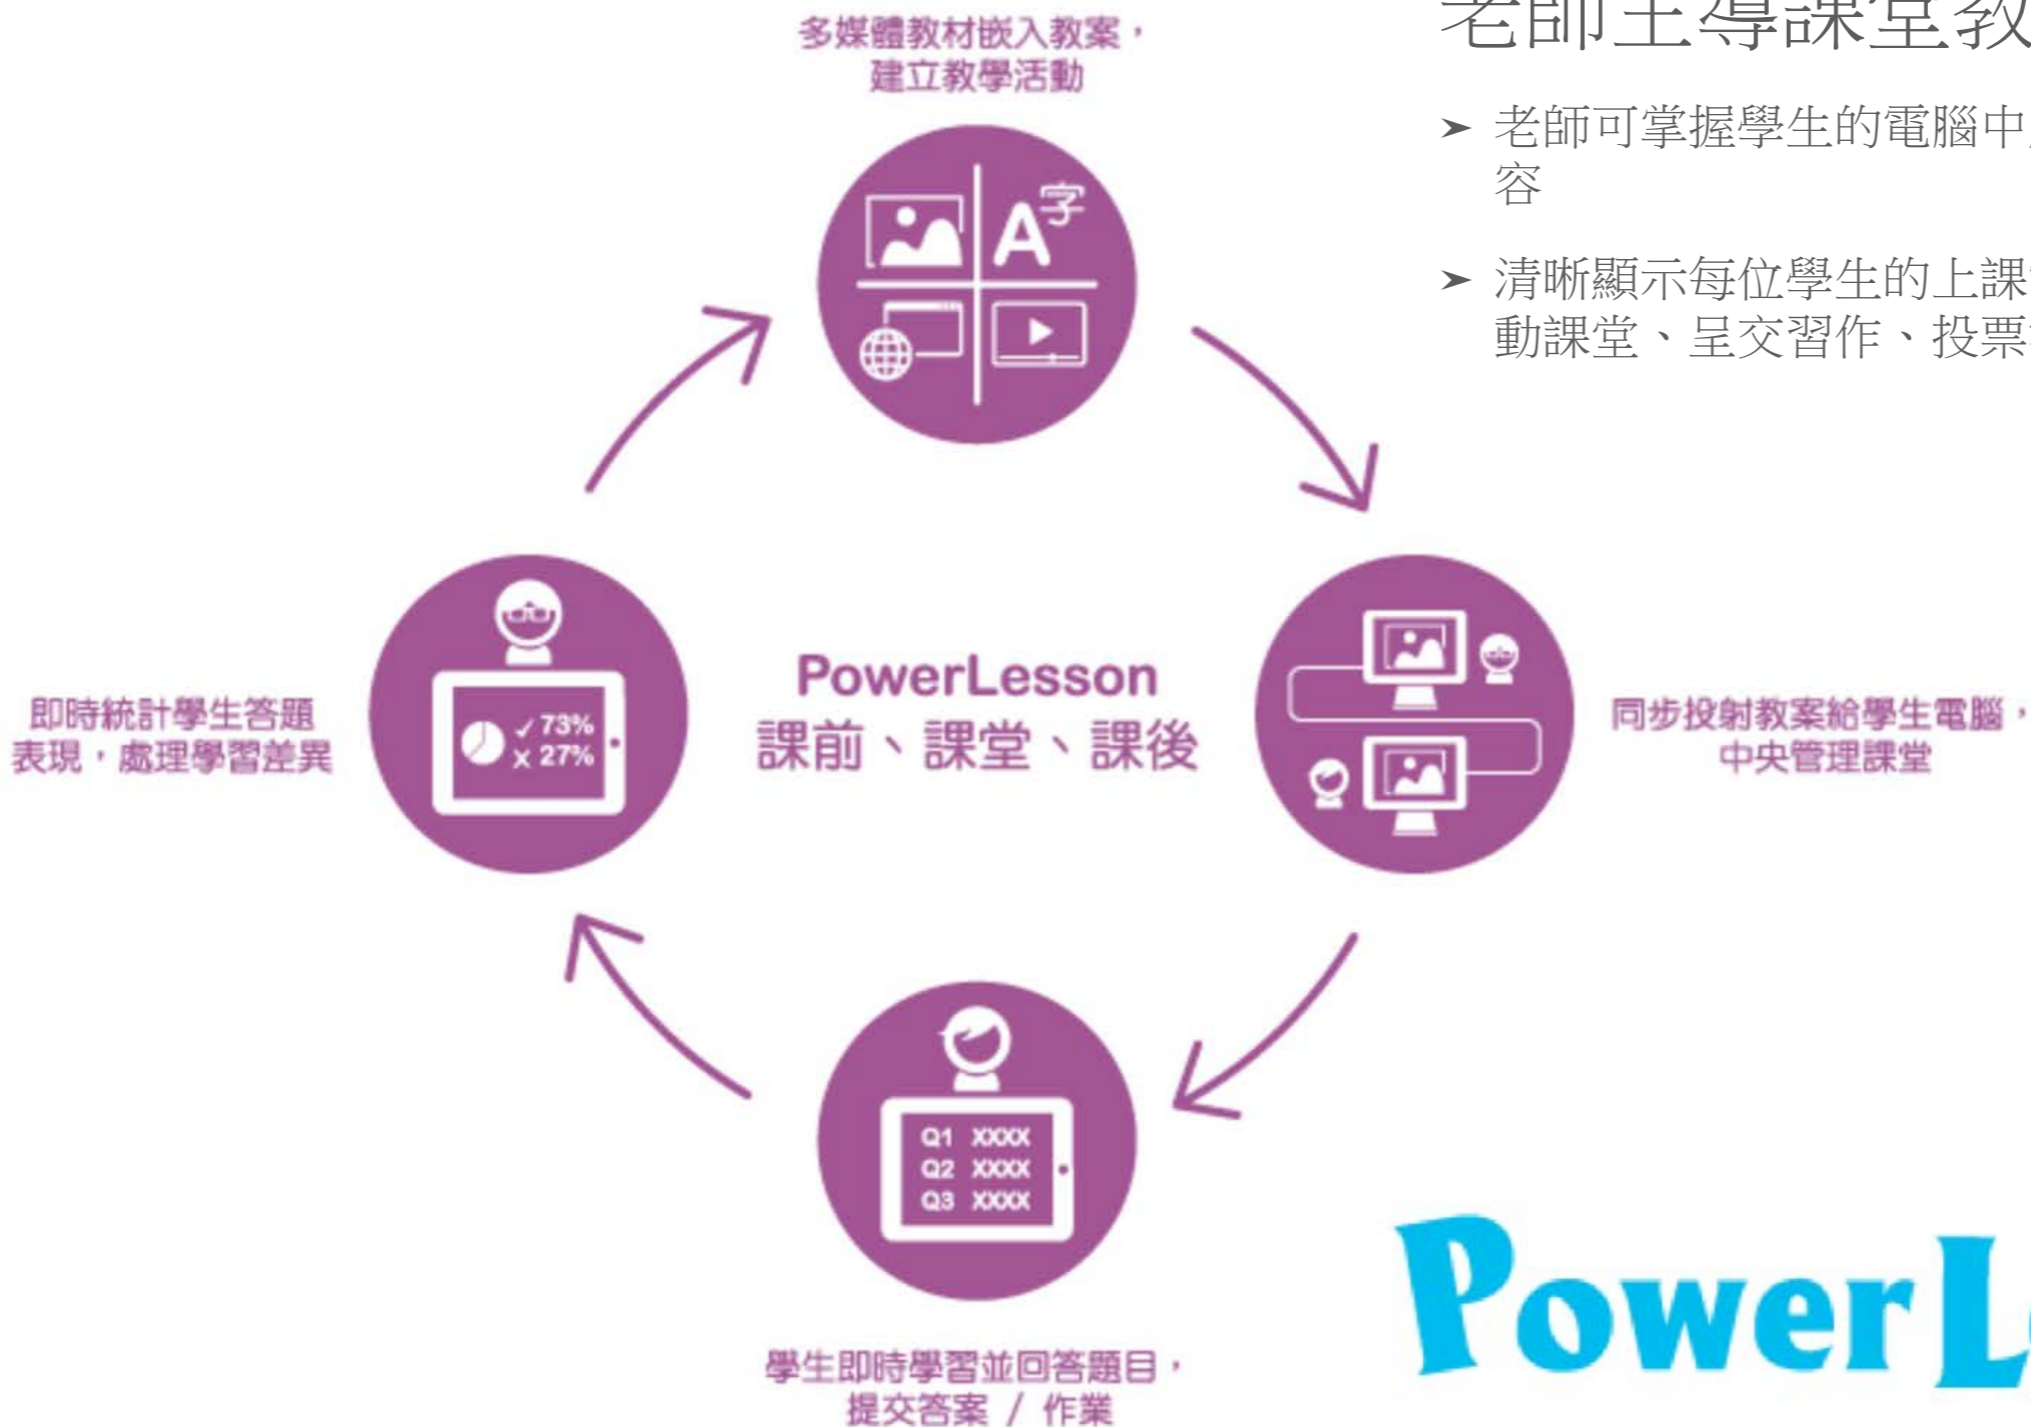 多媒體教材嵌入教案，
建立教學活動
A字
同步投射教案給學生電腦，
中央管理課堂
學生即時學習並回答題目，
提交答案 / 作業
Q1 XXXX
Q2 XXXX
Q3 XXXX
即時統計學生答題
表現，處理學習差異
✓ 73%
✗ 27%
PowerLesson
課前、課堂、課後
老師主導課堂教
➤ 老師可掌握學生的電腦中
容
➤ 清晰顯示每位學生的上課
動課堂、呈交習作、投票
PowerL